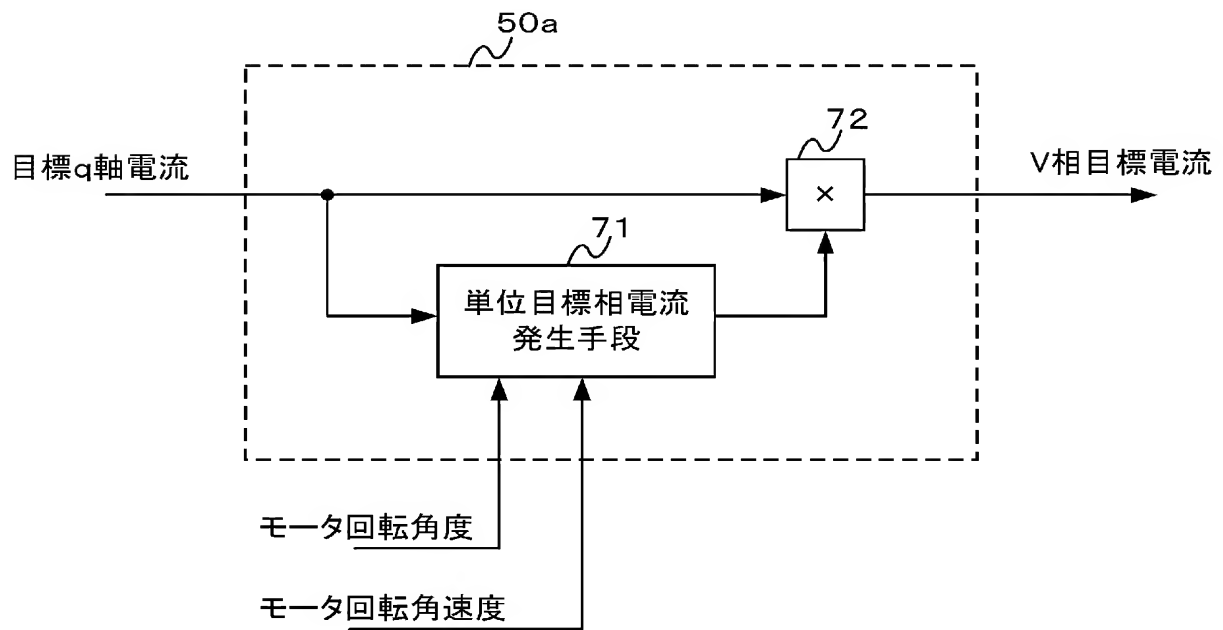 50a
目標q軸電流
72
×
V相目標電流
71
単位目標相電流
発生手段
モータ回転角度
モータ回転角速度